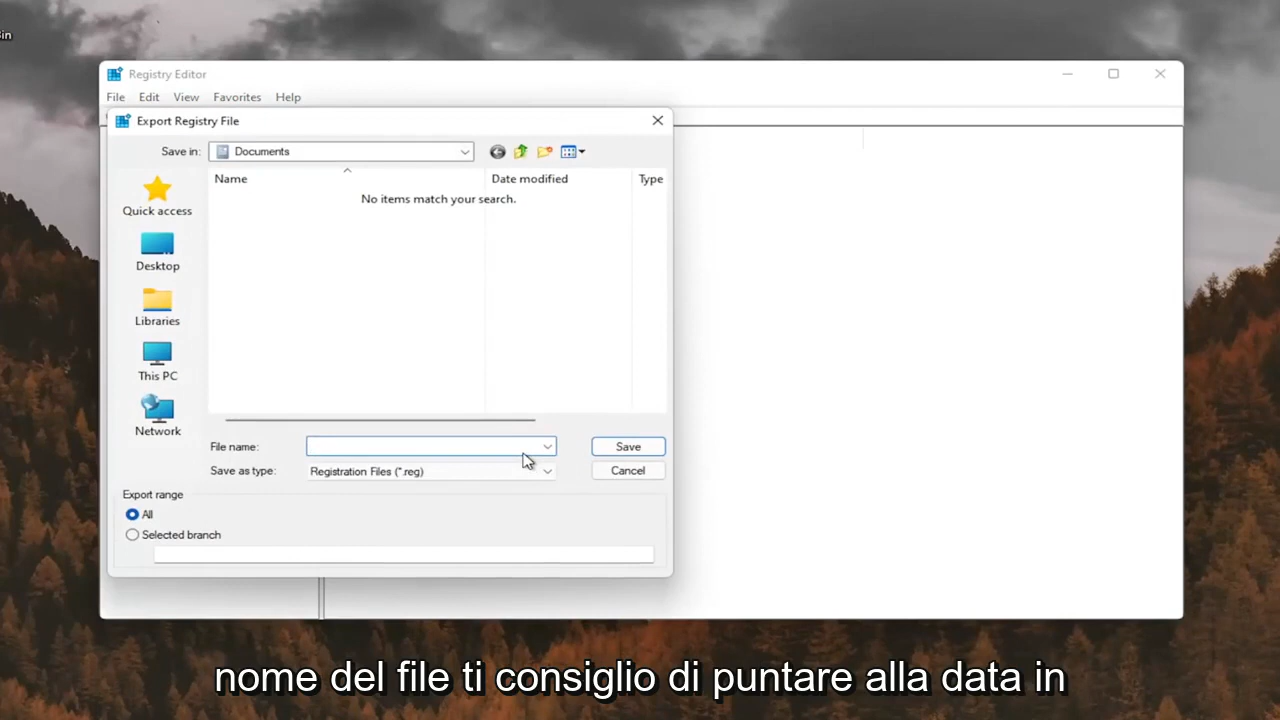 in
Registry Editor
File Edit View Favorites Help
Export Registry File
Save in: Documents
Name Date modified Type
No items match your search.
Quick access
Desktop
Libraries
This PC
Network
File name: Save
Save as type: Registration Files (*.reg) Cancel
Export range
All
Selected branch
nome del file ti consiglio di puntare alla data in